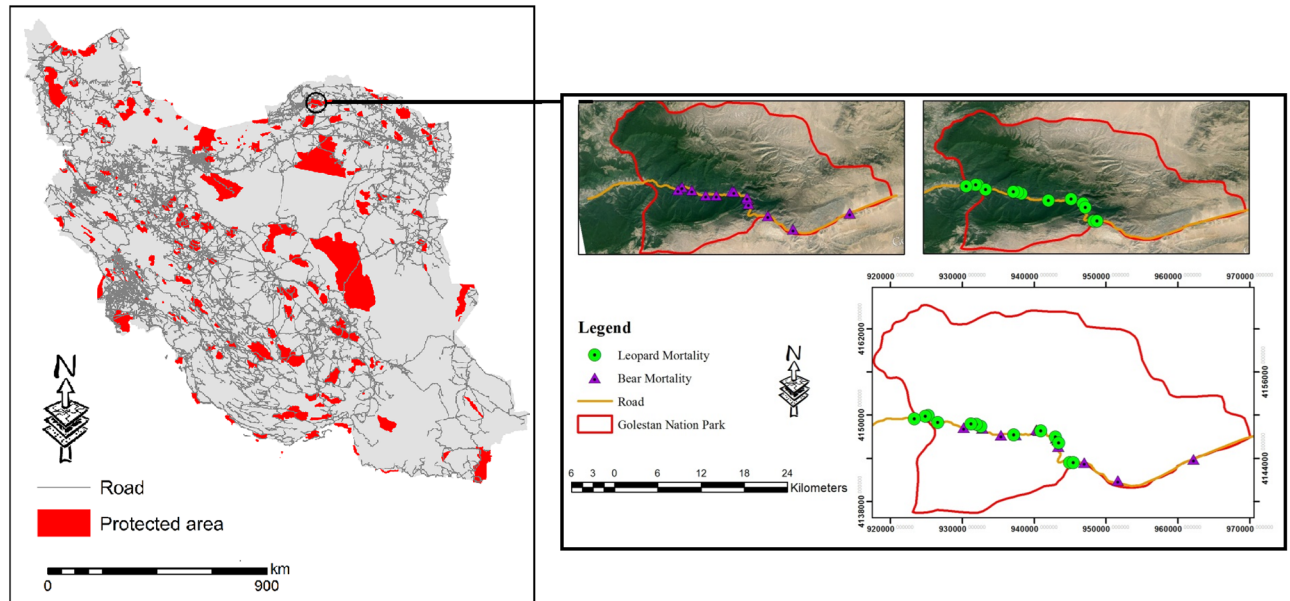 N
Road
Protected area
km
0 900
920000 930000 940000 950000 960000 970000
Legend
Leopard Mortality
Bear Mortality
Road
Golestan Nation Park
N
6 3 0 6 12 18 24
Kilometers
4162000
4150000
4138000
4156000
4144000
920000 930000 940000 950000 960000 970000